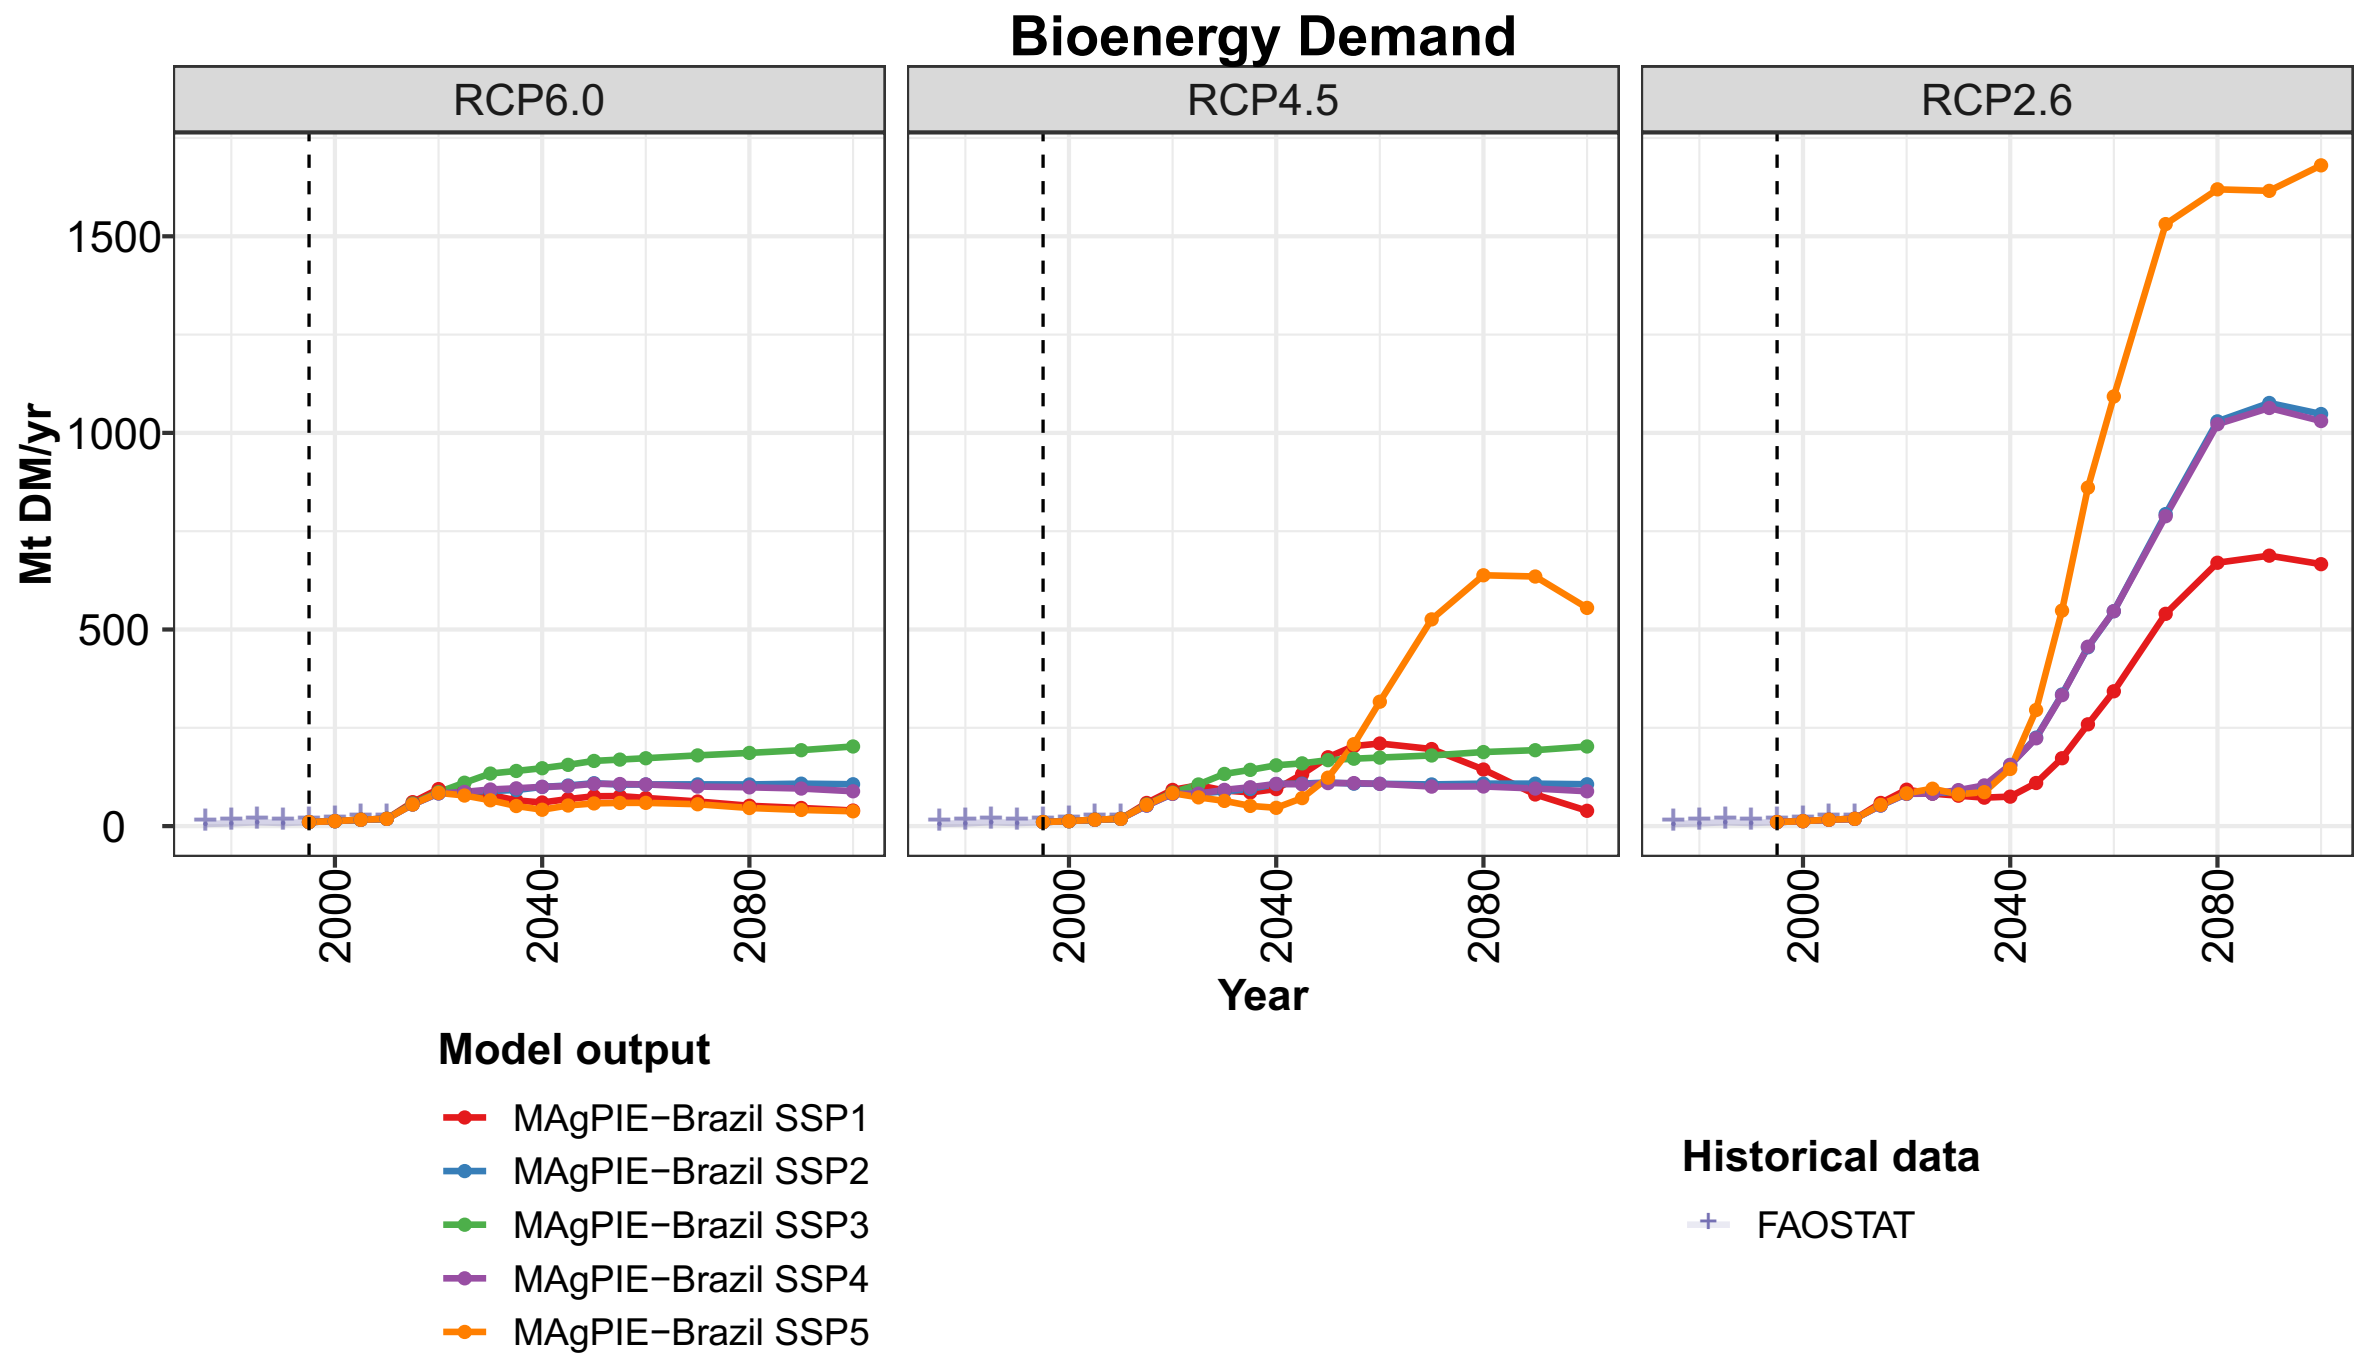 Bioenergy Demand
RCP6.0
RCP4.5
RCP2.6
Mt DM/yr
1500
1000
500
0
2000
2040
2080
2000
2040
2080
2000
2040
2080
Year
Model output
MAgPIE−Brazil SSP1
MAgPIE−Brazil SSP2
MAgPIE−Brazil SSP3
MAgPIE−Brazil SSP4
MAgPIE−Brazil SSP5
Historical data
FAOSTAT